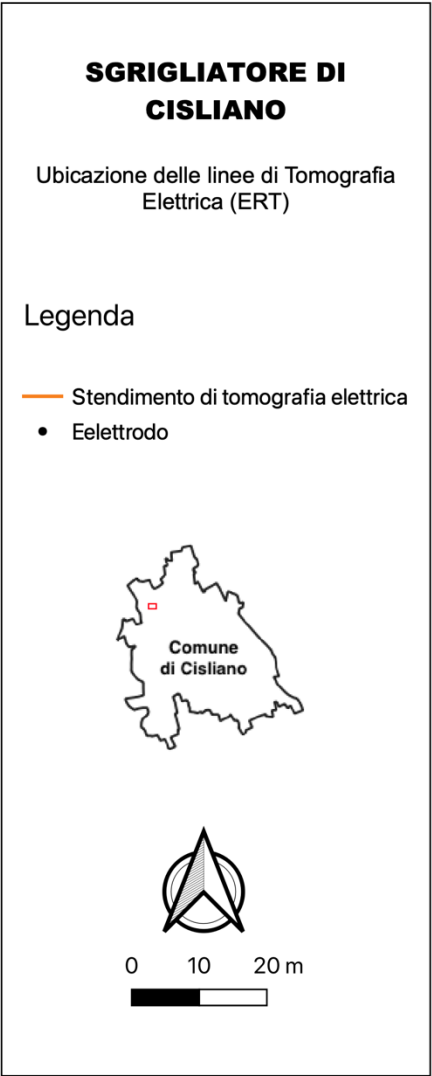 SGRIGLIATORE DI
CISLIANO
Ubicazione delle linee di Tomografia
Elettrica (ERT)
Legenda
Stendimento di tomografia elettrica
Eelettrodo
Comune
di Cisliano
0 10 20 m